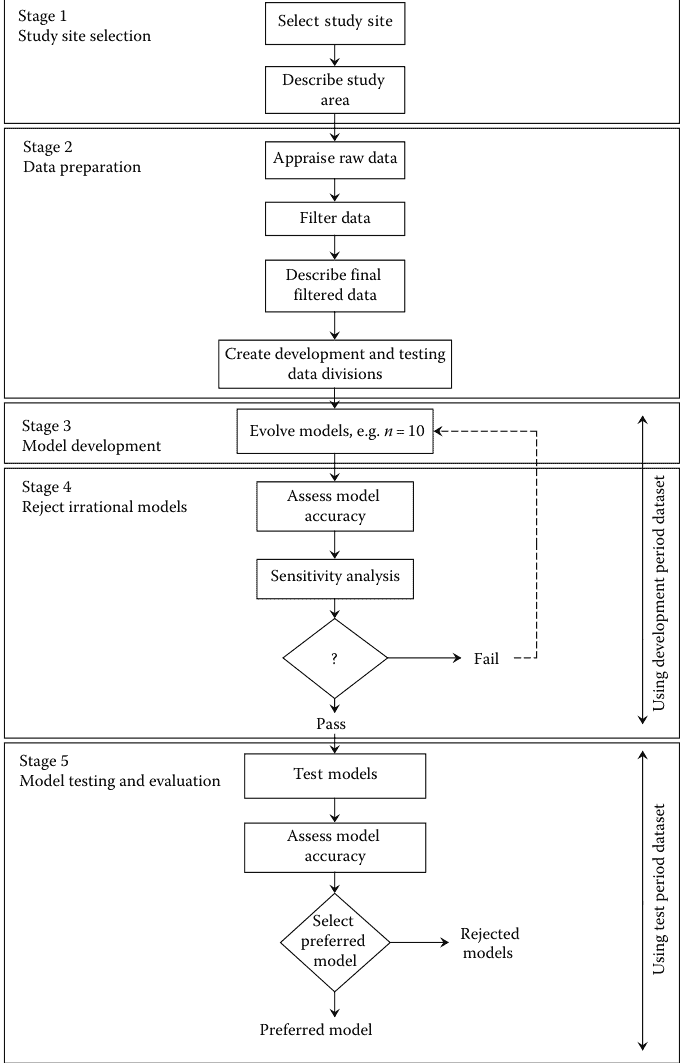 Stage 1
Study site selection
Select study site
Describe study
area
Stage 2
Data preparation
Appraise raw data
Filter data
Describe final
filtered data
Create development and testing
data divisions
Stage 3
Model development
Evolve models, e.g. n = 10
Stage 4
Reject irrational models
Assess model
accuracy
Sensitivity analysis
?
Fail
Pass
Using development period dataset
Stage 5
Model testing and evaluation
Test models
Assess model
accuracy
Select
preferred
model
Rejected
models
Preferred model
Using test period dataset